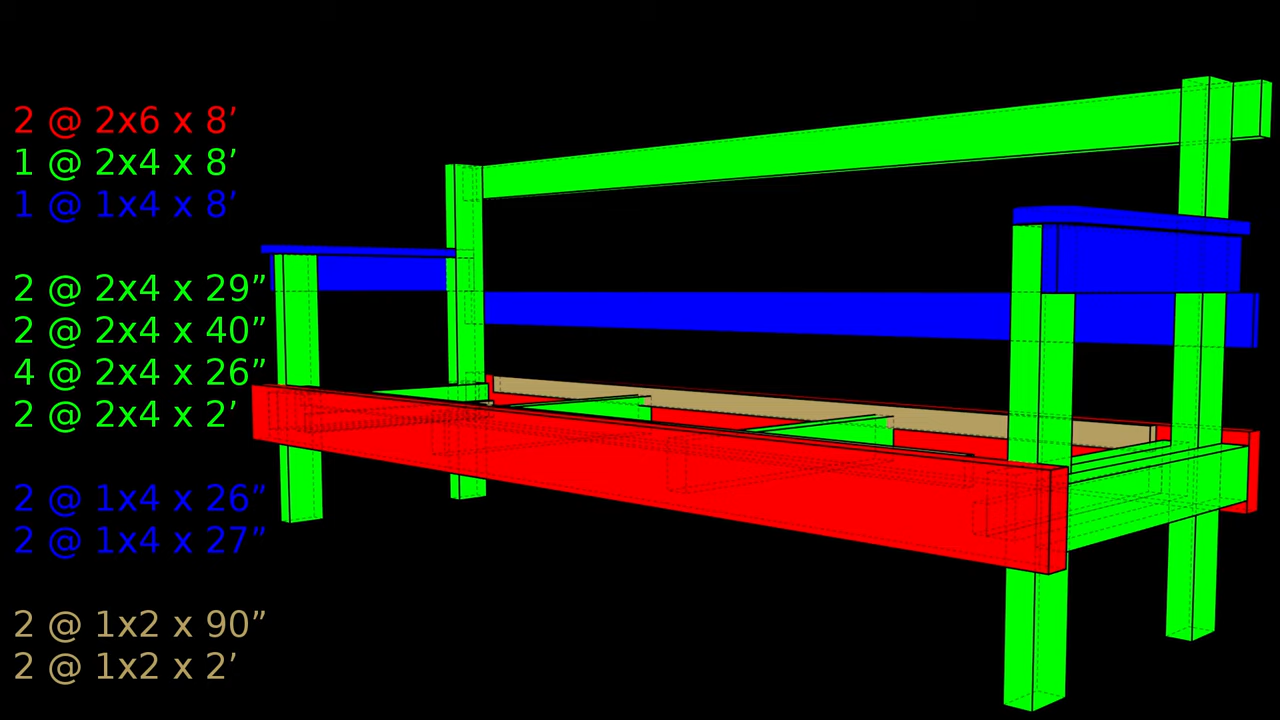 2 @ 2x6 x 8’
1 @ 2x4 x 8’
1 @ 1x4 x 8’
2 @ 2x4 x 29”
2 @ 2x4 x 40”
4 @ 2x4 x 26”
2 @ 2x4 x 2’
2 @ 1x4 x 26”
2 @ 1x4 x 27”
2 @ 1x2 x 90”
2 @ 1x2 x 2’